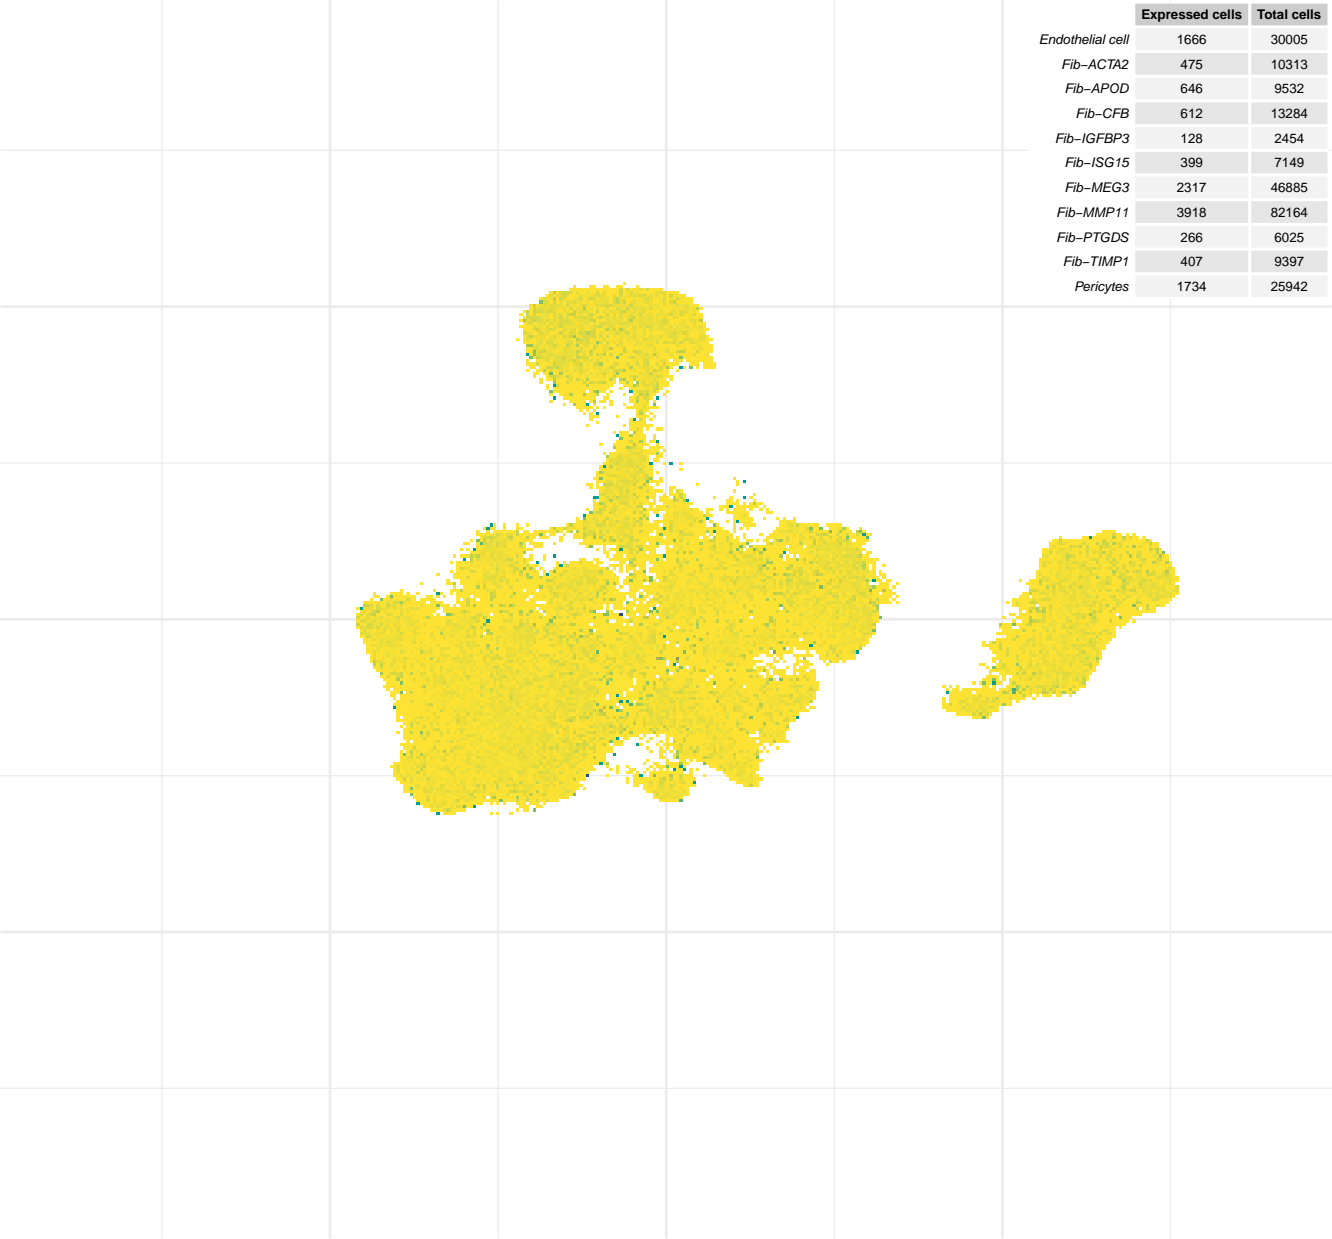 Expressed cells Total cells
Endothelial cell 1666 30005
Fib−ACTA2 475 10313
Fib−APOD 646 9532
Fib−CFB 612 13284
Fib−IGFBP3 128 2454
Fib−ISG15 399 7149
Fib−MEG3 2317 46885
Fib−MMP11 3918 82164
Fib−PTGDS 266 6025
Fib−TIMP1 407 9397
Pericytes 1734 25942